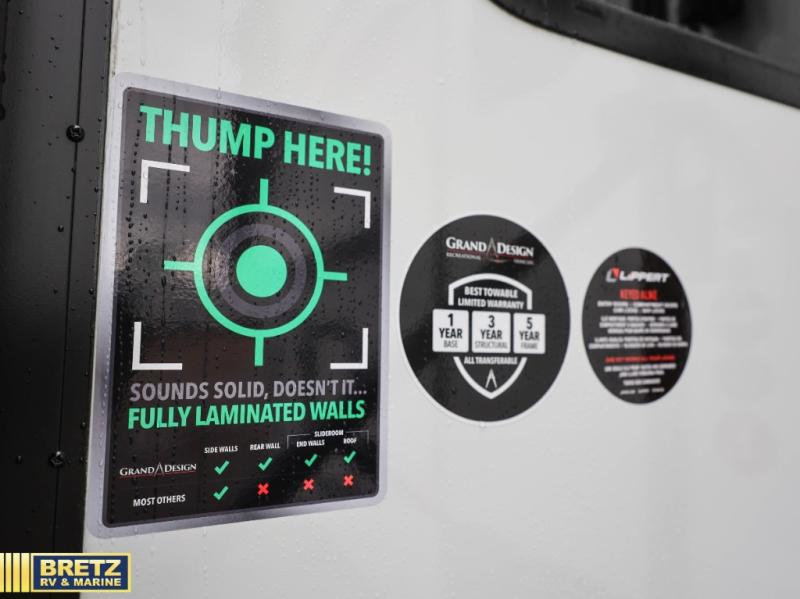 THUMP HERE!
SOUNDS SOLID, DOESN'T IT...
FULLY LAMINATED WALLS
SLIDEROOM
SIDE WALLS REAR WALL END WALLS ROOF
GRAND DESIGN
MOST OTHERS
GRAND DESIGN
RECREATIONAL VEHICLES
BEST TOWABLE
LIMITED WARRANTY
1 YEAR BASE
3 YEAR STRUCTURAL
5 YEAR FRAME
ALL TRANSFERABLE
LIPPERT
KEYED ALIKE
BRETZ
RV & MARINE